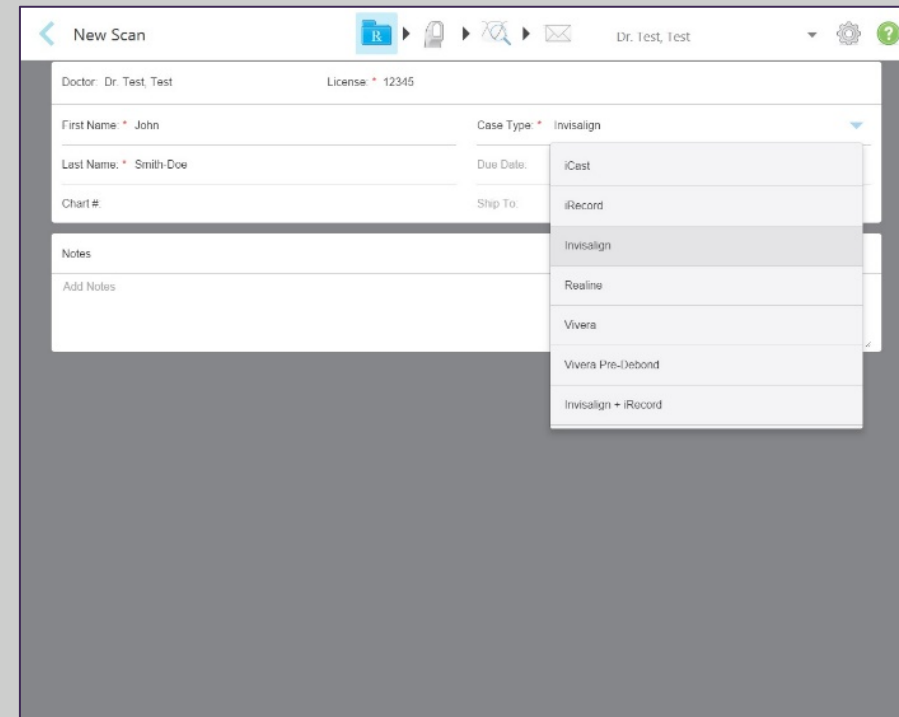 New Scan
R
Dr. Test, Test
?
Doctor: Dr. Test, Test
License: * 12345
First Name: * John
Case Type: * Invisalign
Last Name: * Smith-Doe
Due Date:
Chart #:
Ship To:
iCast
iRecord
Invisalign
Realine
Vivera
Vivera Pre-Debond
Invisalign + iRecord
Notes
Add Notes